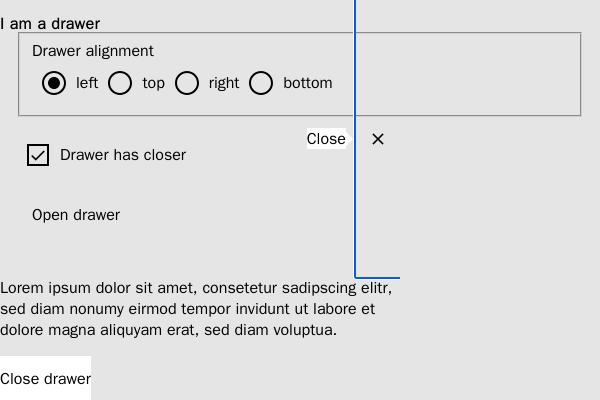 I am a drawer
Drawer alignment
left top right bottom
Close
Drawer has closer
Open drawer
Lorem ipsum dolor sit amet, consetetur sadipscing elitr,
sed diam nonumy eirmod tempor invidunt ut labore et
dolore magna aliquyam erat, sed diam voluptua.
Close drawer